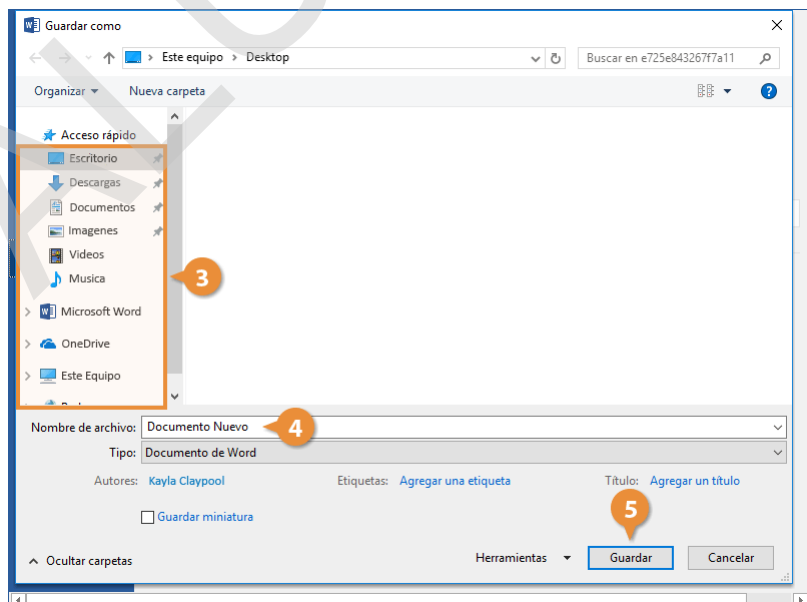 Guardar como
Este equipo > Desktop
Buscar en e725e843267f7a11
Organizar
Nueva carpeta
Acceso rápido
Escritorio
Descargas
Documentos
Imagenes
Videos
Musica
3
Microsoft Word
OneDrive
Este Equipo
Nombre de archivo: Documento Nuevo
4
Tipo: Documento de Word
Autores: Kayla Claypool
Etiquetas: Agregar una etiqueta
Título: Agregar un título
5
Guardar miniatura
Ocultar carpetas
Herramientas
Guardar
Cancelar